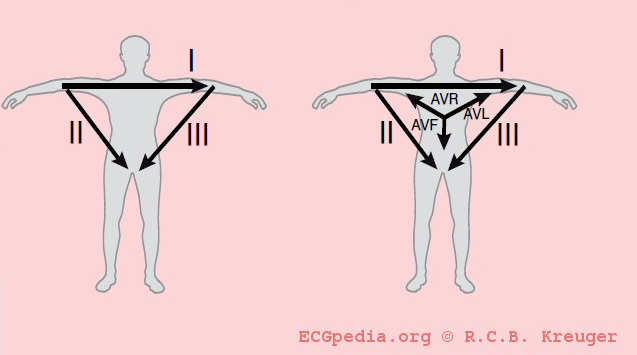 I
II
III
I
AVR
AVL
AVF
II
III
ECGpedia.org © R.C.B. Kreuger